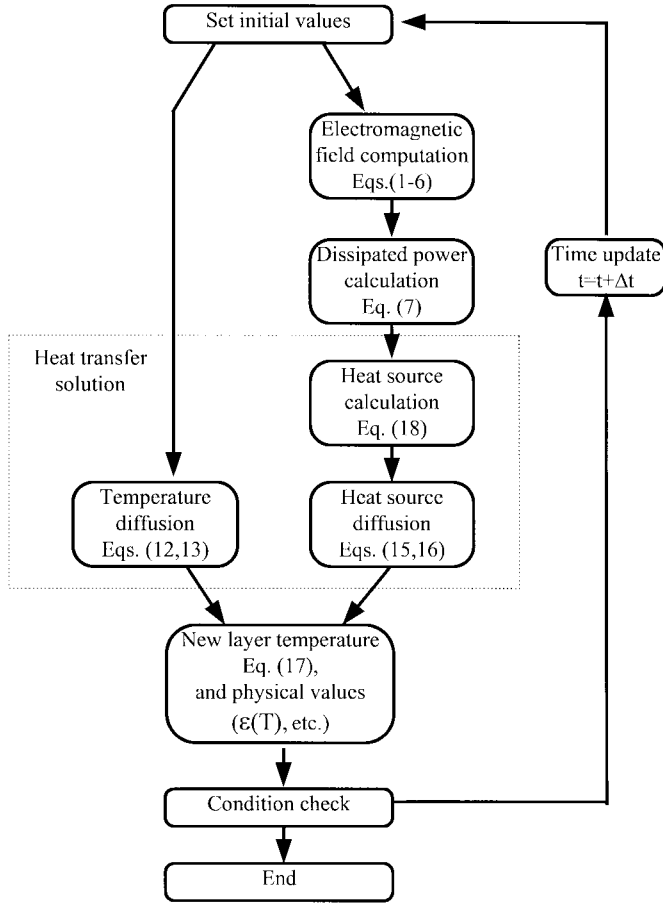 Set initial values
Electromagnetic
field computation
Eqs.(1-6)
Dissipated power
calculation
Eq. (7)
Time update
t=t+Δt
Heat transfer
solution
Heat source
calculation
Eq. (18)
Temperature
diffusion
Eqs. (12,13)
Heat source
diffusion
Eqs. (15,16)
New layer temperature
Eq. (17),
and physical values
(ε(T), etc.)
Condition check
End